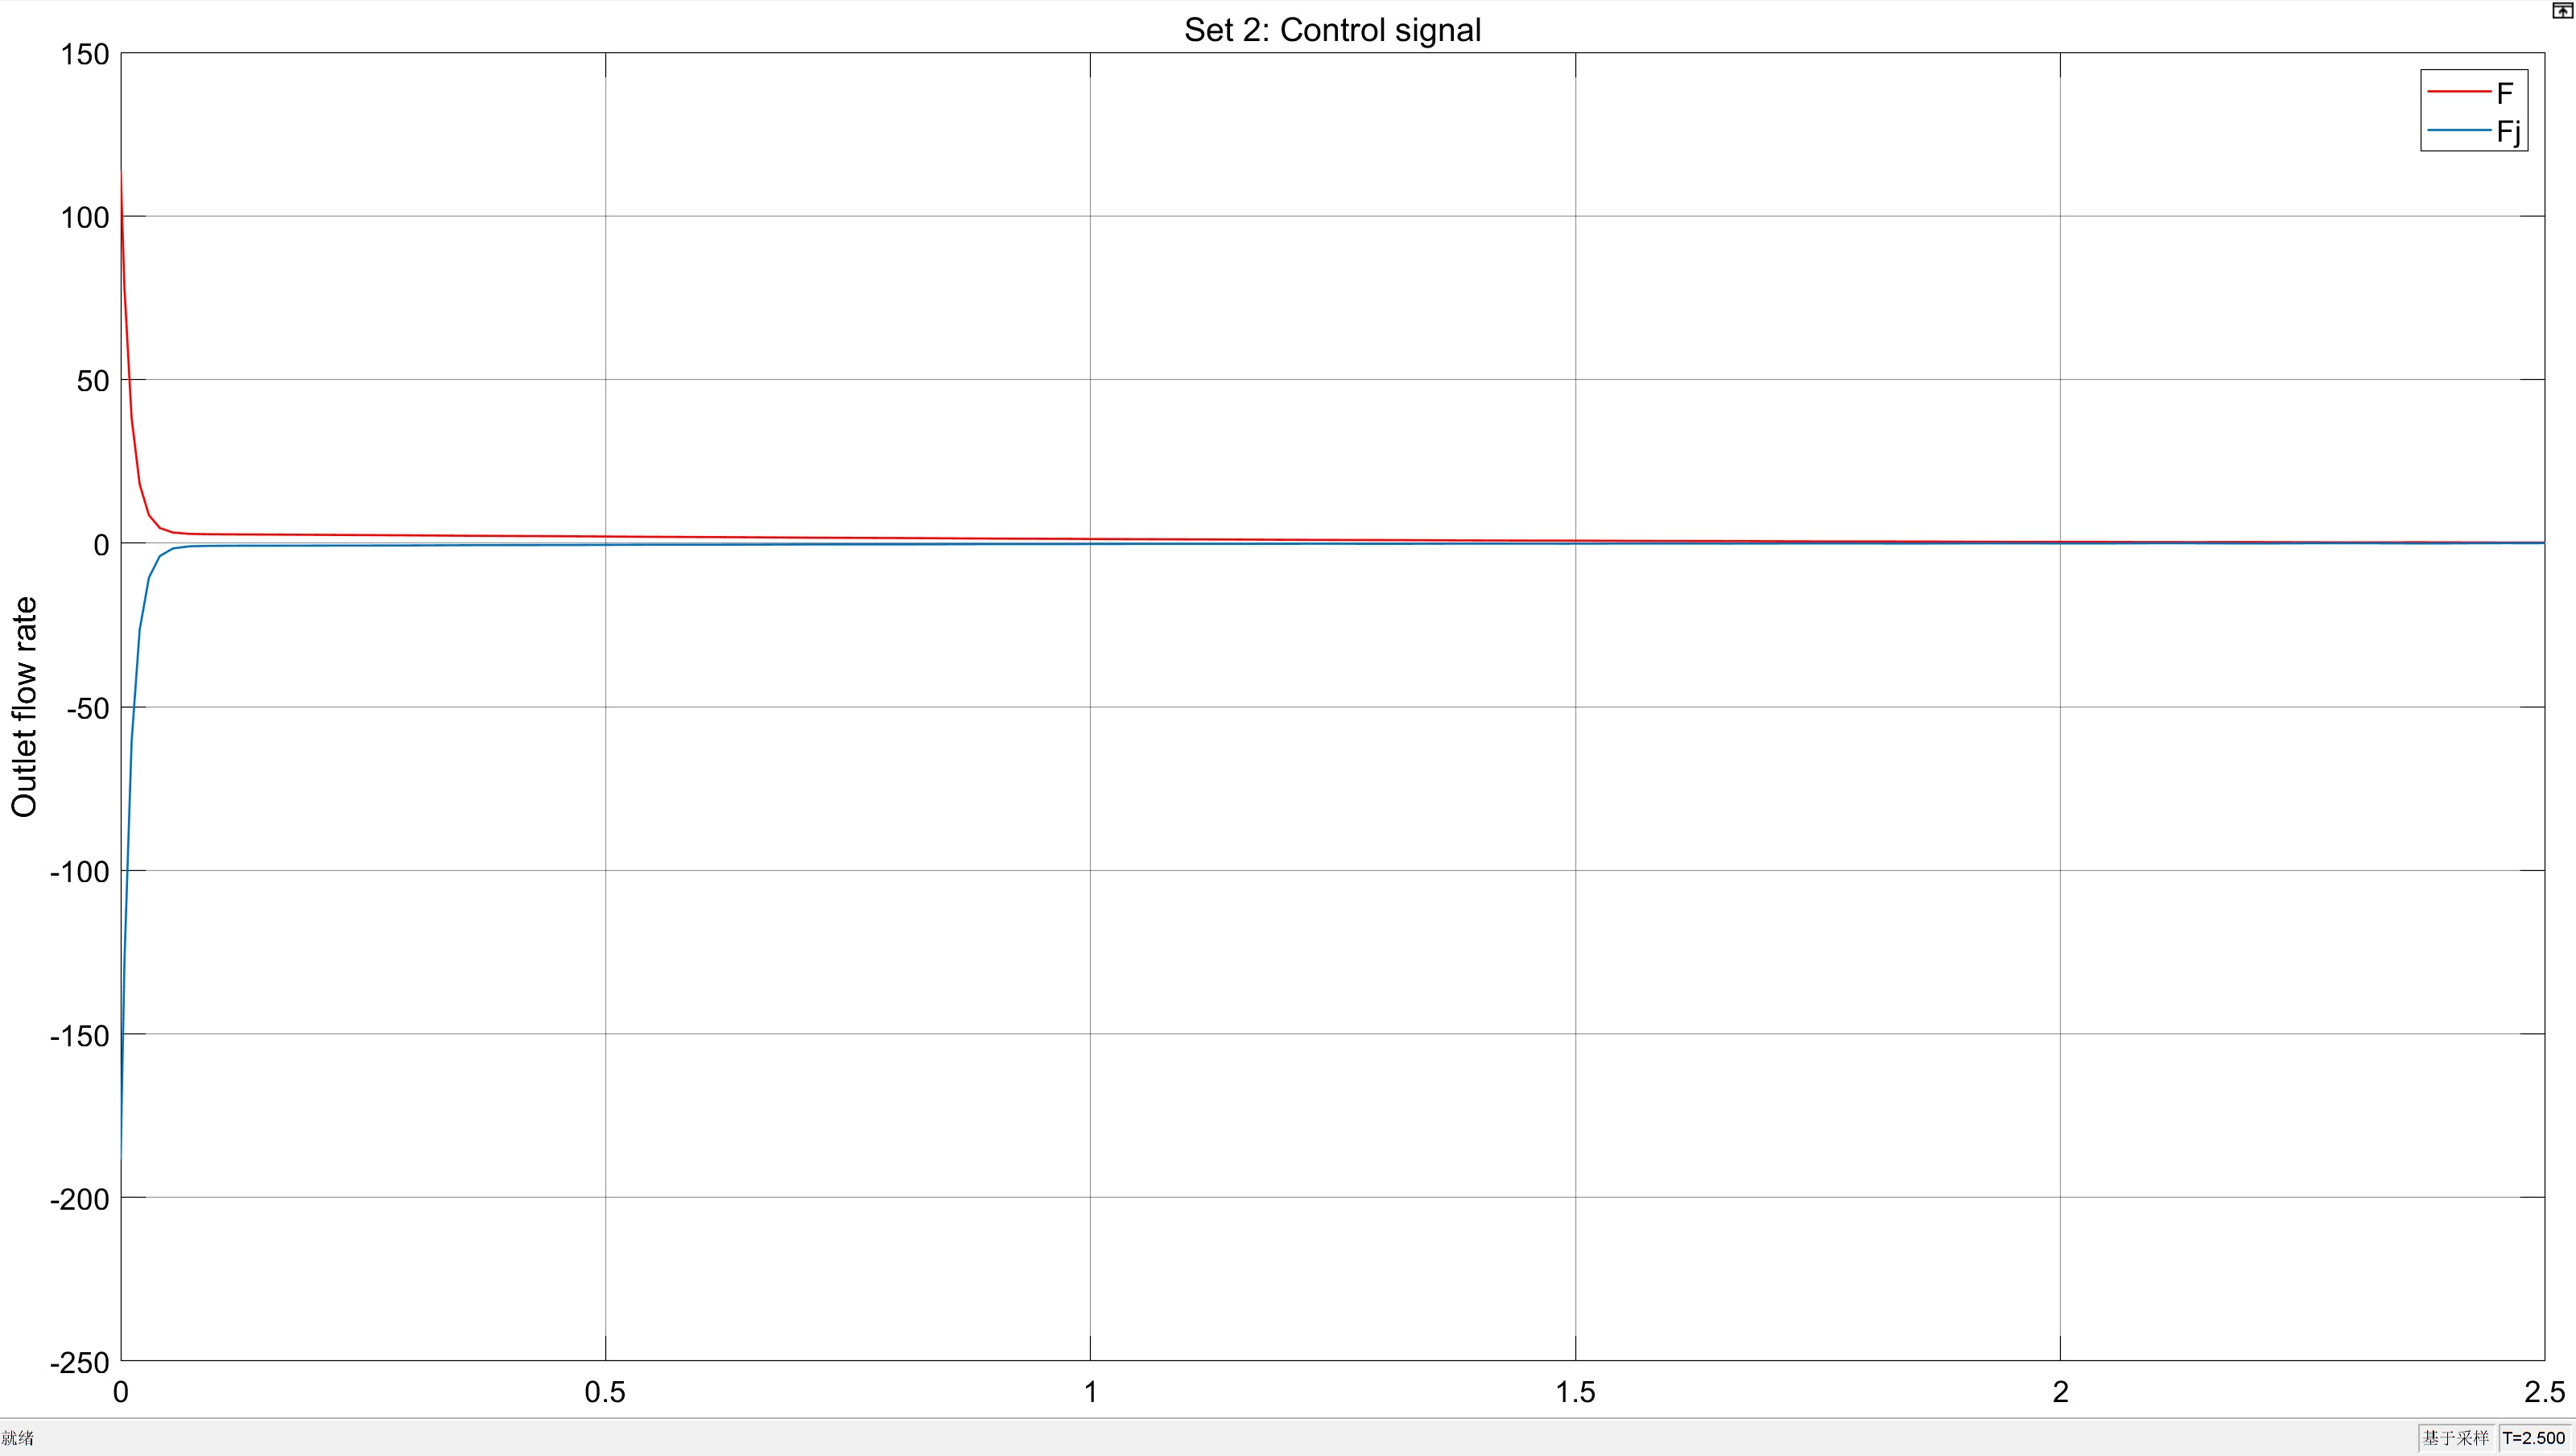 Set 2: Control signal
F
Fj
150
100
50
0
-50
-100
-150
-200
-250
Outlet flow rate
0 0.5 1 1.5 2 2.5
就绪 基于采样 T=2.500